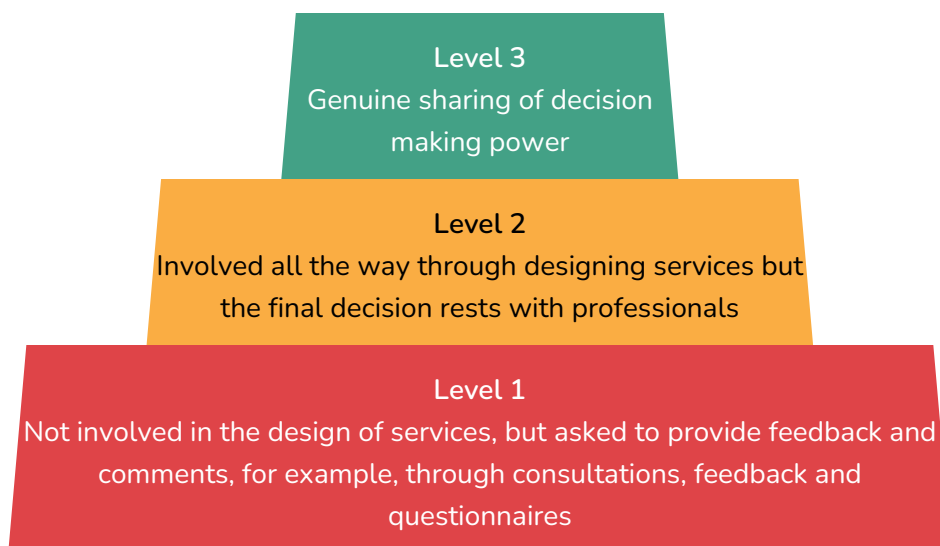 Level 3
Genuine sharing of decision
making power
Level 2
Involved all the way through designing services but
the final decision rests with professionals
Level 1
Not involved in the design of services, but asked to provide feedback and
comments, for example, through consultations, feedback and
questionnaires